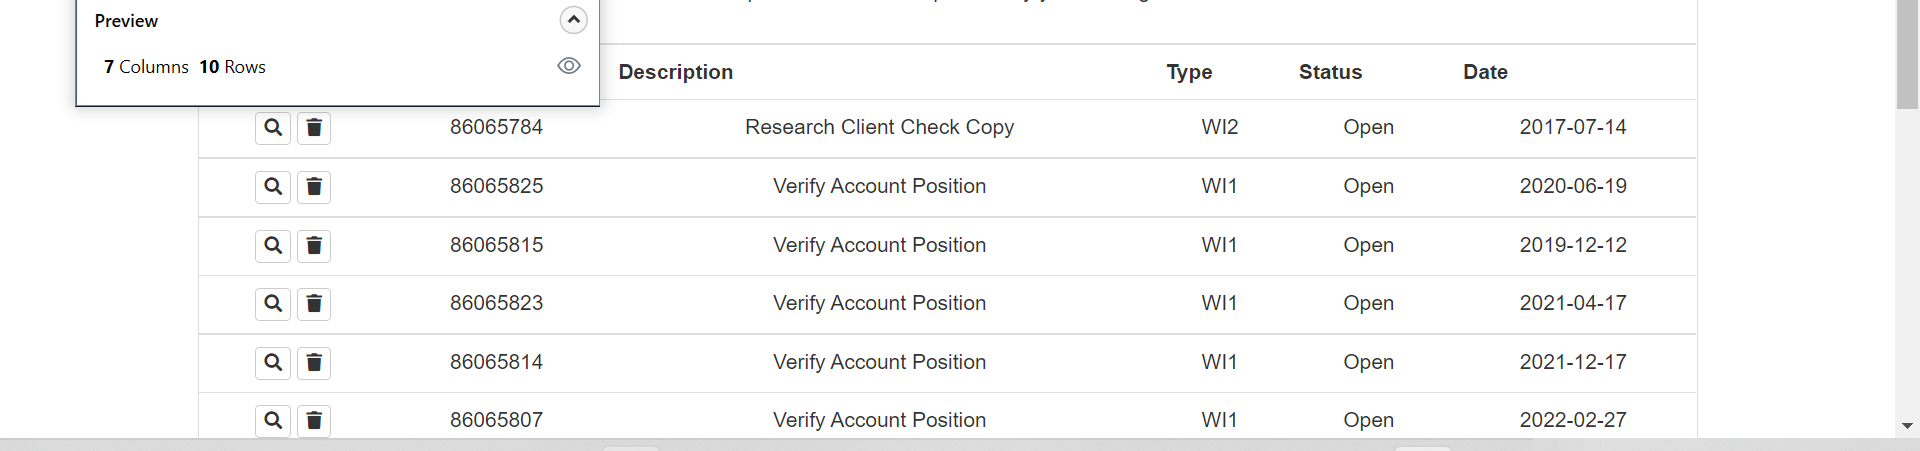 Preview
7 Columns 10 Rows
Description Type Status Date
86065784 Research Client Check Copy WI2 Open 2017-07-14
86065825 Verify Account Position WI1 Open 2020-06-19
86065815 Verify Account Position WI1 Open 2019-12-12
86065823 Verify Account Position WI1 Open 2021-04-17
86065814 Verify Account Position WI1 Open 2021-12-17
86065807 Verify Account Position WI1 Open 2022-02-27